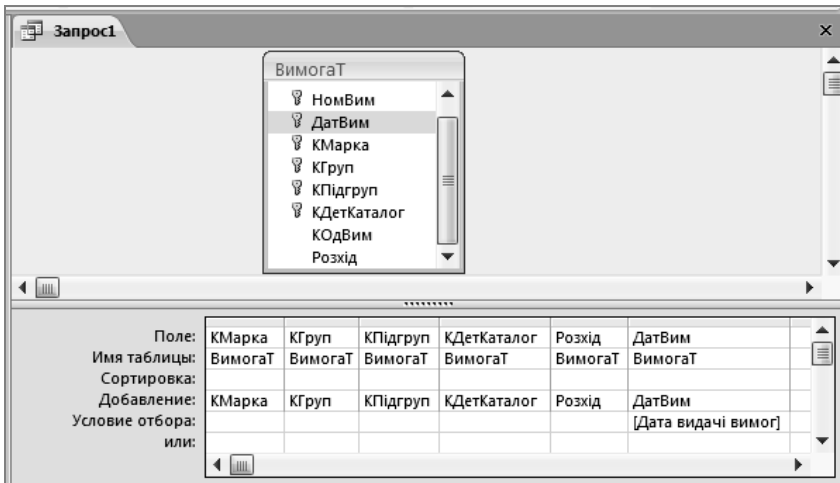 Запрос1
ВимогаТ
НомВим
ДатВим
КМарка
КГруп
КПідгруп
КДетКаталог
КОдВим
Розхід
Поле: КМарка КГруп КПідгруп КДетКаталог Розхід ДатВим
Имя таблицы: ВимогаТ ВимогаТ ВимогаТ ВимогаТ ВимогаТ ВимогаТ
Сортировка:
Добавление: КМарка КГруп КПідгруп КДетКаталог Розхід ДатВим
Условие отбора: [Дата видачі вимог]
или: